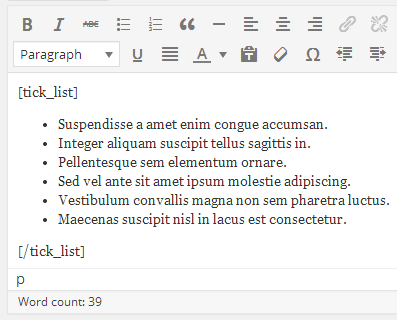 B I ABC
Paragraph U A T Ω
[tick_list]
• Suspendisse a amet enim congue accumsan.
• Integer aliquam suscipit tellus sagittis in.
• Pellentesque sem elementum ornare.
• Sed vel ante sit amet ipsum molestie adipiscing.
• Vestibulum convallis magna non sem pharetra luctus.
• Maecenas suscipit nisl in lacus est consectetur.
[/tick_list]
p
Word count: 39